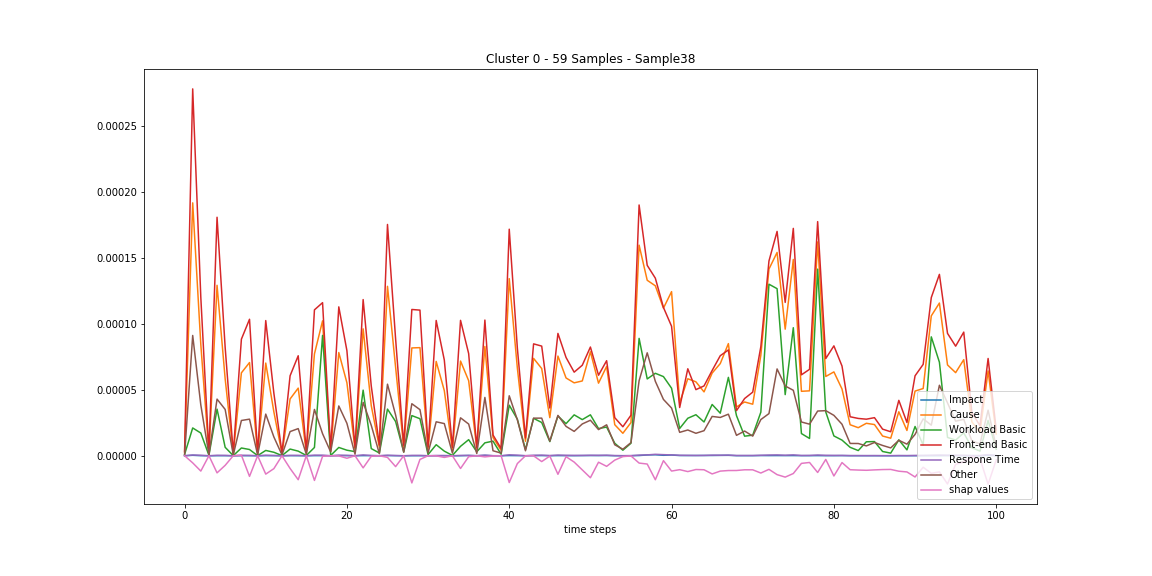 Cluster 0 - 59 Samples - Sample38
0.00025
0.00020
0.00015
0.00010
0.00005
0.00000
Impact
Cause
Workload Basic
Front-end Basic
Respone Time
Other
shap values
0 20 40 60 80 100
time steps